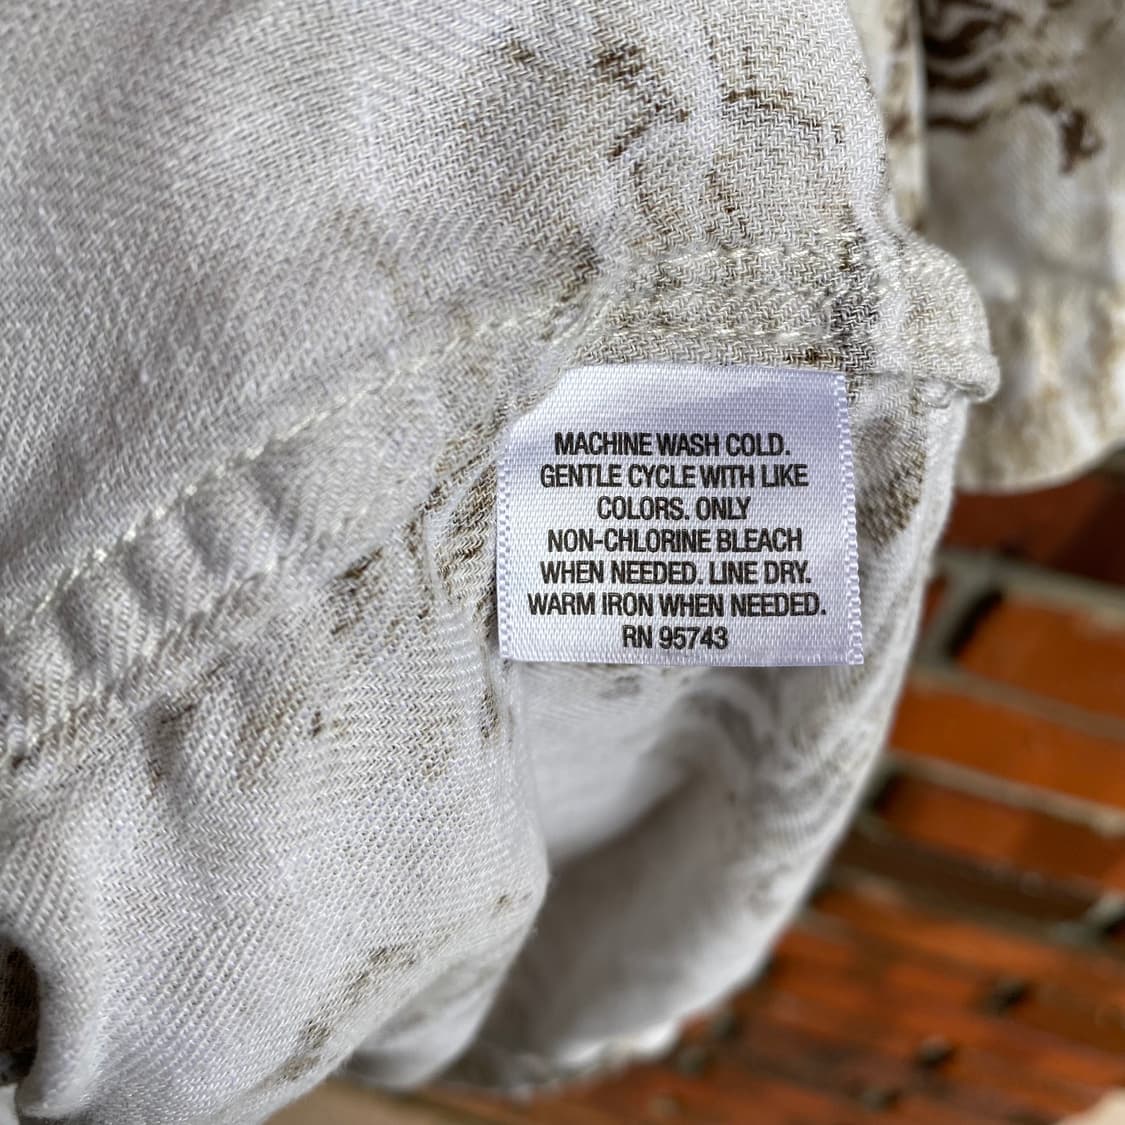 MACHINE WASH COLD.
GENTLE CYCLE WITH LIKE
COLORS. ONLY
NON-CHLORINE BLEACH
WHEN NEEDED. LINE DRY.
WARM IRON WHEN NEEDED.
RN 95743